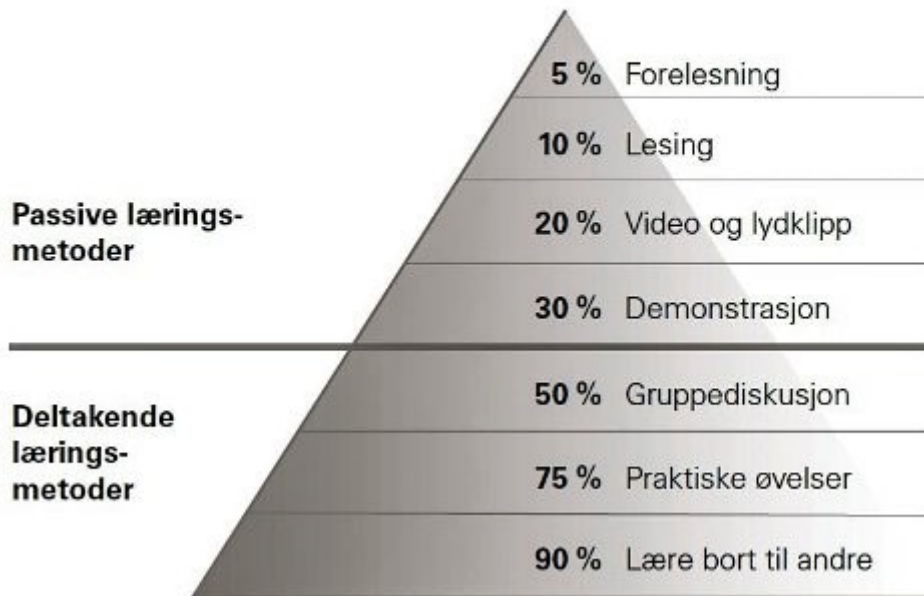 5 % Forelesning
10 % Lesing
20 % Video og lydklipp
30 % Demonstrasjon
Passive lærings-
metoder
50 % Gruppediskusjon
75 % Praktiske øvelser
90 % Lære bort til andre
Deltakende
lærings-
metoder